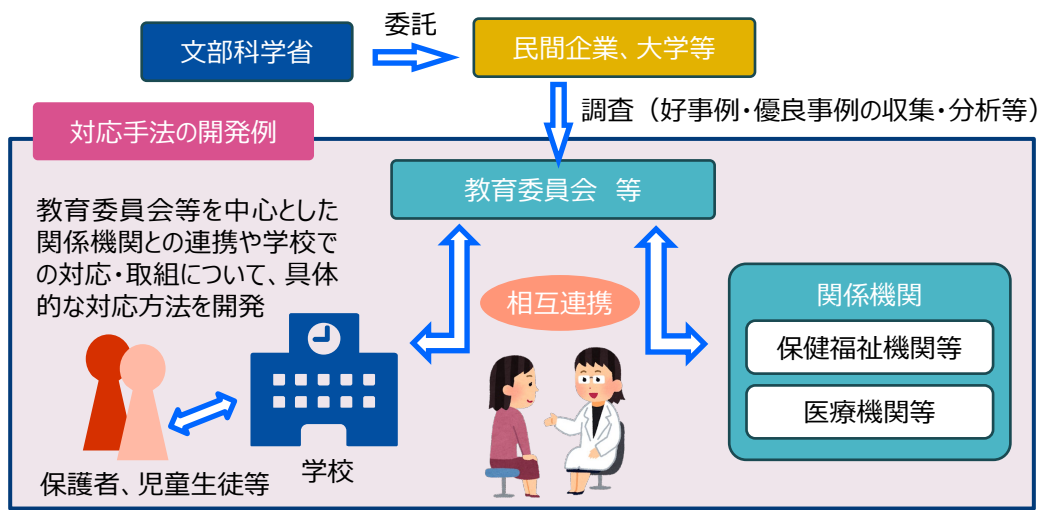 文部科学省
委託
民間企業、大学等
調査（好事例・優良事例の収集・分析等）
対応手法の開発例
教育委員会　等
教育委員会等を中心とした
関係機関との連携や学校で
の対応・取組について、具体
的な対応方法を開発
相互連携
関係機関
保健福祉機関等
医療機関等
学校
保護者、児童生徒等